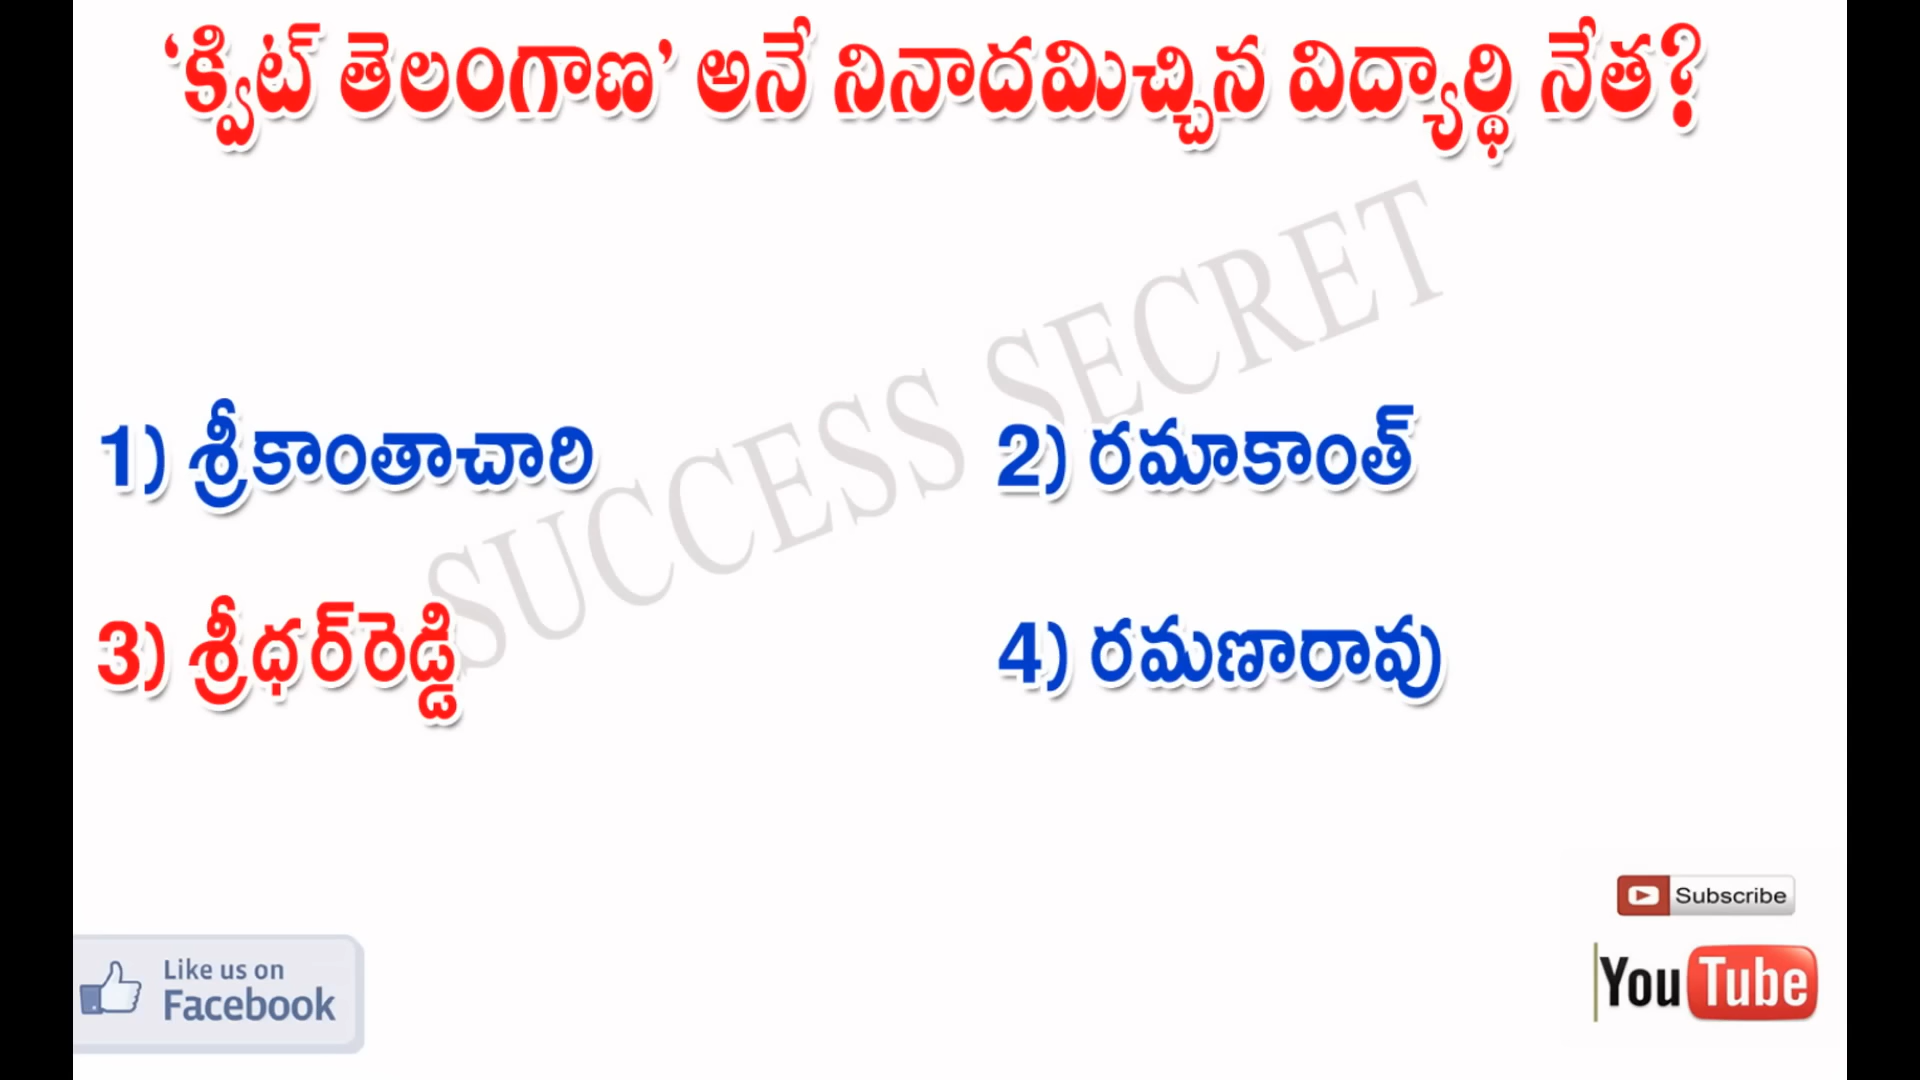 ‘క్విట్ తెలంగాణ’ అనే నినాదమిచ్చిన విద్యార్థి నేత?
1) శ్రీకాంతాచారి
2) రమాకాంత్
3) శ్రీధర్‌రెడ్డి
4) రమణారావు
SUCCESS SECRET
Subscribe
YouTube
Like us on
Facebook